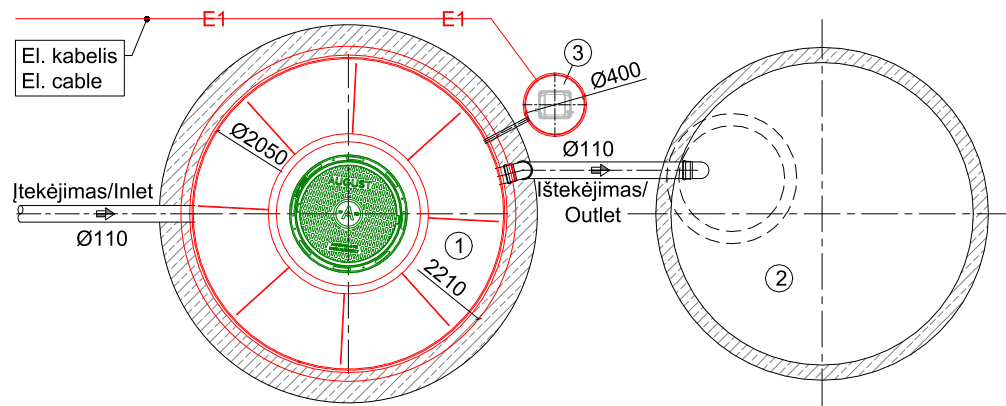 E1
E1
El. kabelis
El. cable
3
Ø400
Ø2050
Ø110
AUGUST
Įtekėjimas/Inlet
Ištekėjimas/
Outlet
A
Ø110
1
2210
2